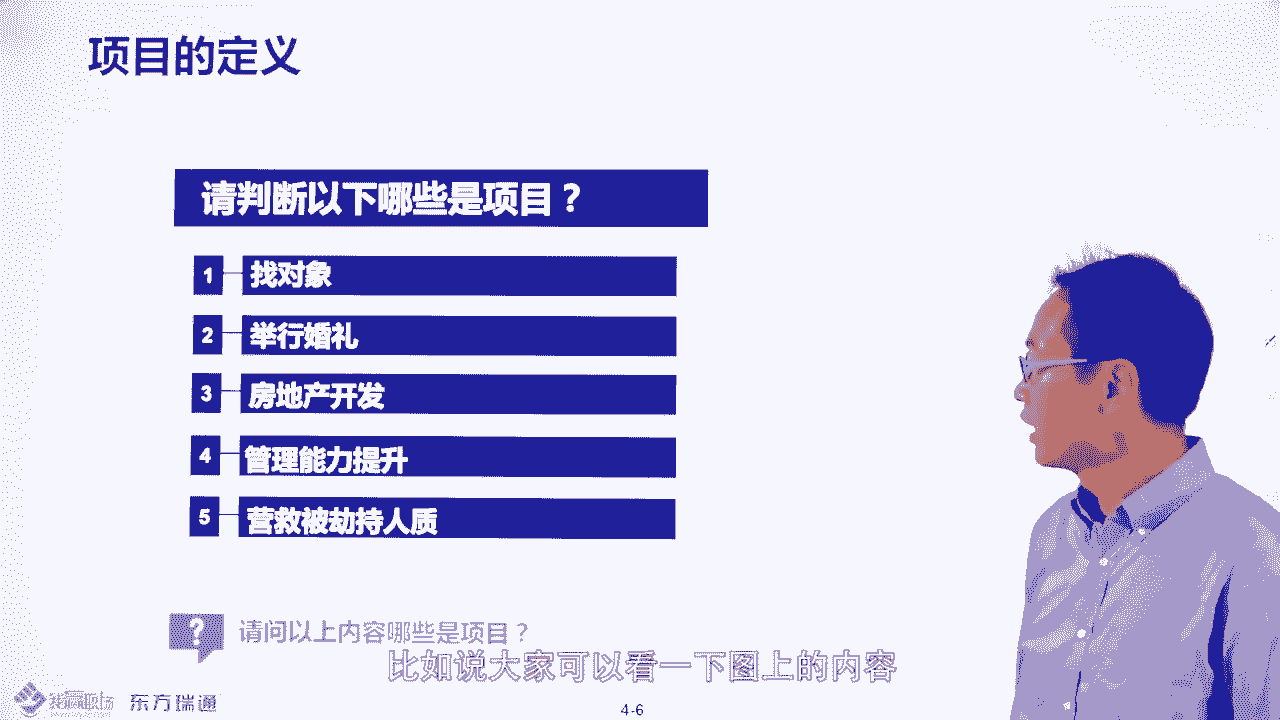 项目的定义
请判断以下哪些是项目？
1 找对象
2 举行婚礼
3 房地产开发
4 管理能力提升
5 营救被劫持人质
? 请问以上内容哪些是项目？
比如说大家可以看一下图上的内容
东方瑞通
4-6